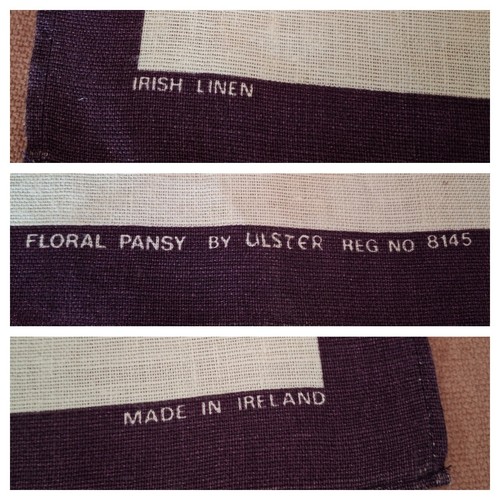 IRISH LINEN
FLORAL PANSY BY ULSTER REG NO 8145
MADE IN IRELAND